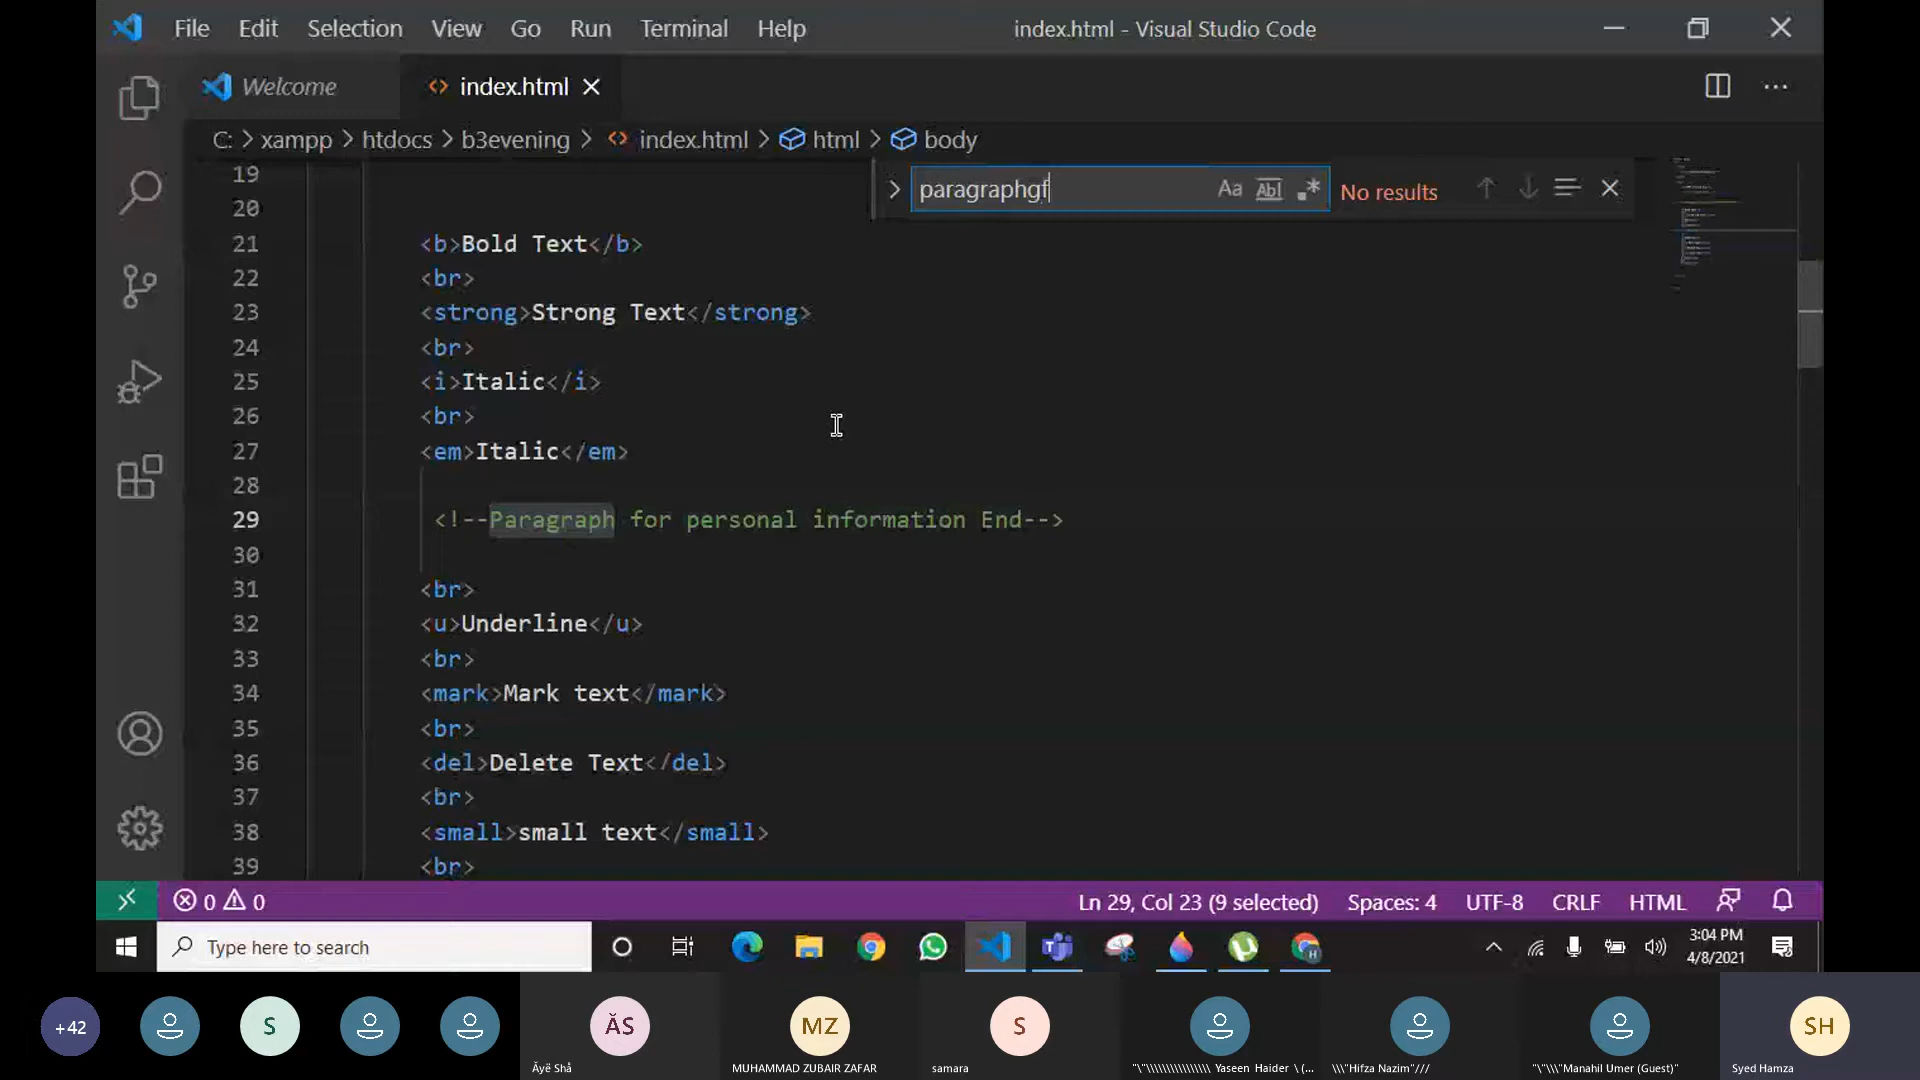 File Edit Selection View Go Run Terminal Help index.html - Visual Studio Code
Welcome index.html
C: > xampp > htdocs > b3evening > index.html > html > body
paragraphgf Aa Abl No results
19
20
21 <b>Bold Text</b>
22 <br>
23 <strong>Strong Text</strong>
24 <br>
25 <i>Italic</i>
26 <br>
27 <em>Italic</em>
28
29 <!--Paragraph for personal information End-->
30
31 <br>
32 <u>Underline</u>
33 <br>
34 <mark>Mark text</mark>
35 <br>
36 <del>Delete Text</del>
37 <br>
38 <small>small text</small>
39 <br>
0 0 Ln 29, Col 23 (9 selected) Spaces: 4 UTF-8 CRLF HTML
Type here to search
3:04 PM
4/8/2021
+42 S ĂS MZ S SH
Ăyë Shå MUHAMMAD ZUBAIR ZAFAR samara "\"\\\\\\\\\\\\\\\\ Yaseen Haider \ (... \\\"Hifza Nazim"/// "\"\\\"Manahil Umer (Guest)" Syed Hamza